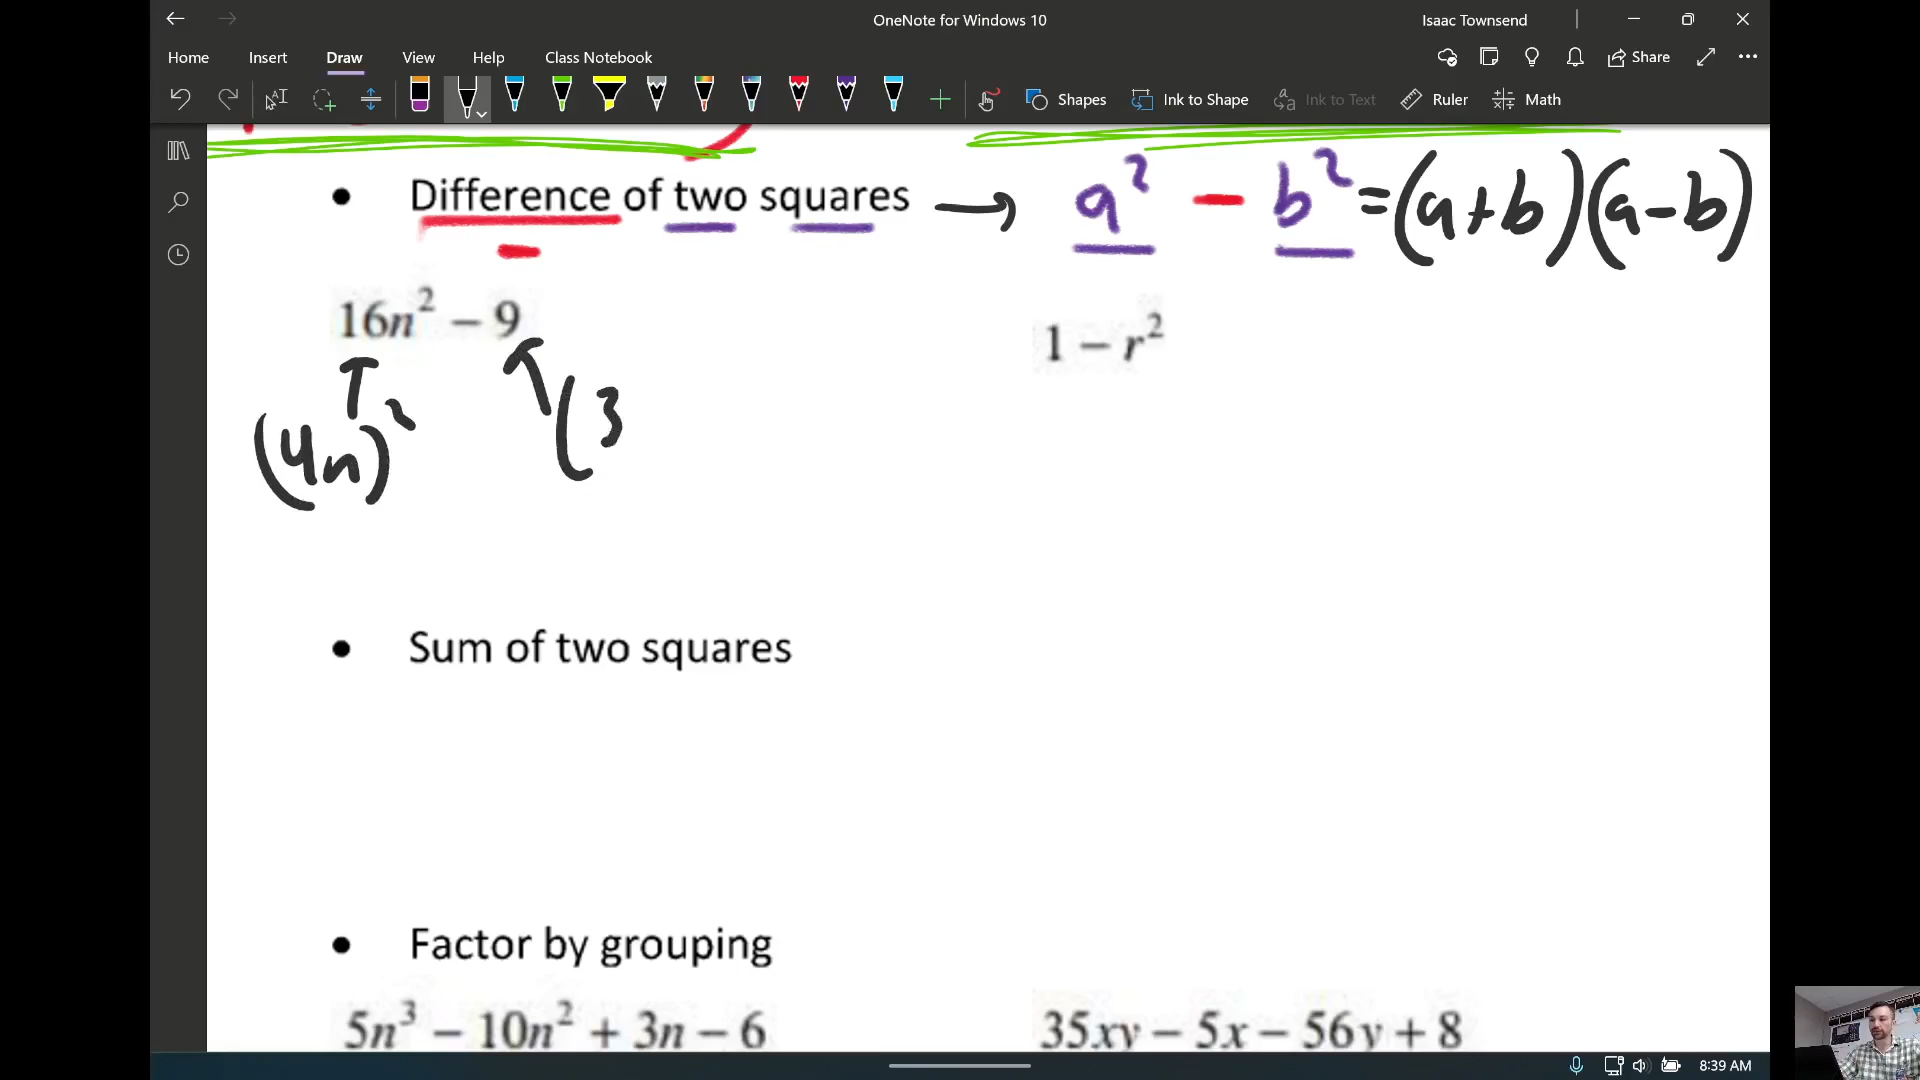 OneNote for Windows 10
Isaac Townsend
Home Insert Draw View Help Class Notebook
Share
Shapes Ink to Shape Ink to Text Ruler Math
• Difference of two squares → a² - b² = (a+b)(a-b)
16n² − 9
1 − r²
(4n)² (3
• Sum of two squares
• Factor by grouping
5n³ − 10n² + 3n − 6
35xy − 5x − 56y + 8
8:39 AM